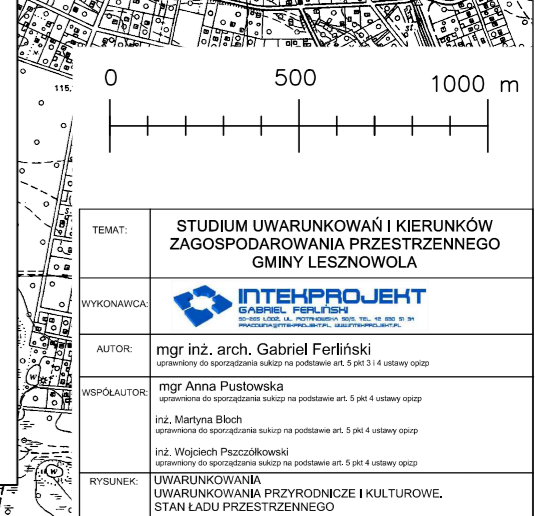 115,
0 500 1000 m
TEMAT:
STUDIUM UWARUNKOWAŃ I KIERUNKÓW
ZAGOSPODAROWANIA PRZESTRZENNEGO
GMINY LESZNOWOLA
WYKONAWCA:
INTEKPROJEKT
GABRIEL FERLIŃSKI
AUTOR:
mgr inż. arch. Gabriel Ferliński
uprawniony do sporządzania sukizp na podstawie art. 5 pkt 3 i 4 ustawy opizp
WSPÓŁAUTOR:
mgr Anna Pustowska
uprawniona do sporządzania sukizp na podstawie art. 5 pkt 4 ustawy opizp
inż. Martyna Bloch
uprawniona do sporządzania sukizp na podstawie art. 5 pkt 4 ustawy opizp
inż. Wojciech Pszczółkowski
uprawniony do sporządzania sukizp na podstawie art. 5 pkt 4 ustawy opizp
RYSUNEK:
UWARUNKOWANIA
UWARUNKOWANIA PRZYRODNICZE I KULTUROWE.
STAN ŁADU PRZESTRZENNEGO